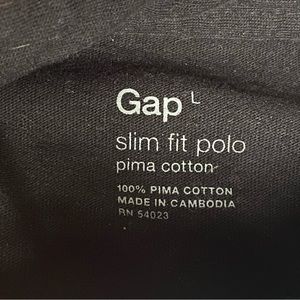 Gap L
slim fit polo
pima cotton
100% PIMA COTTON
MADE IN CAMBODIA
RN 54023